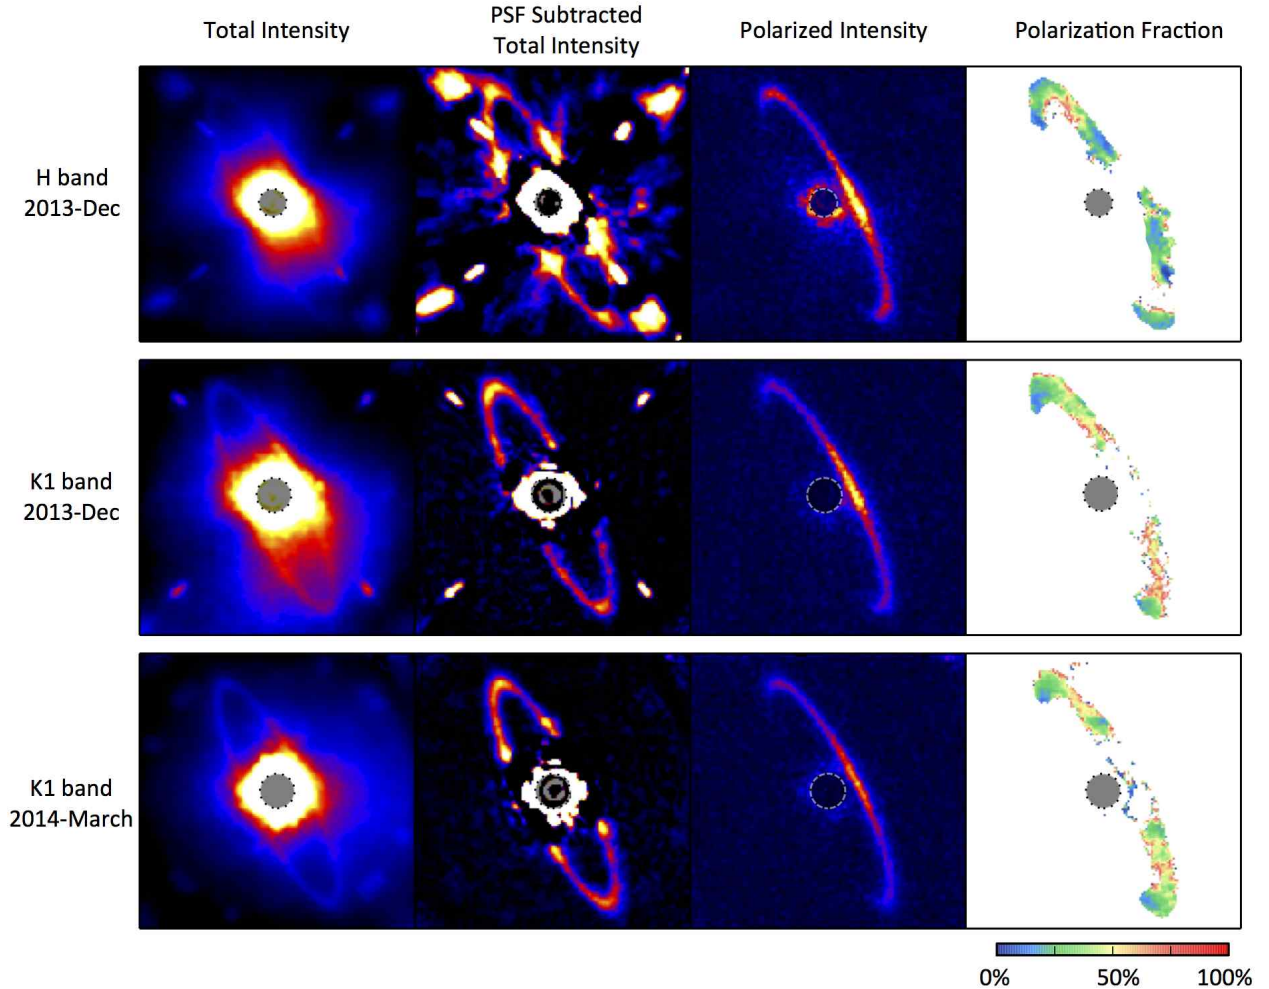 Total Intensity
PSF Subtracted
Total Intensity
Polarized Intensity
Polarization Fraction
H band
2013-Dec
K1 band
2013-Dec
K1 band
2014-March
0% 50% 100%